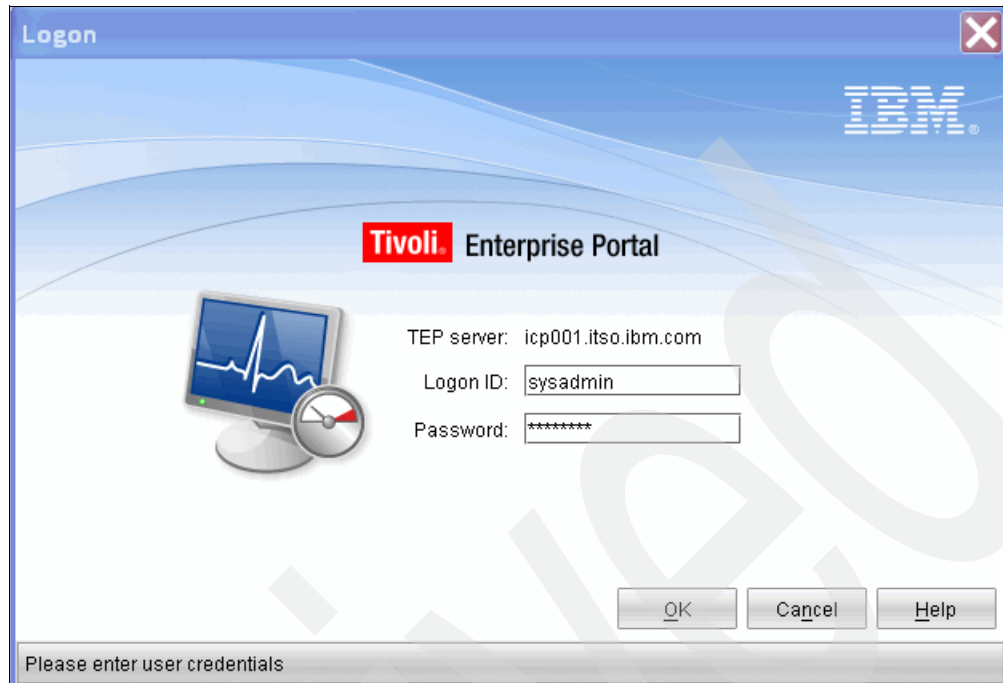 Logon
IBM®
Tivoli® Enterprise Portal
TEP server: icp001.itso.ibm.com
Logon ID: sysadmin
Password: ********
OK Cancel Help
Please enter user credentials